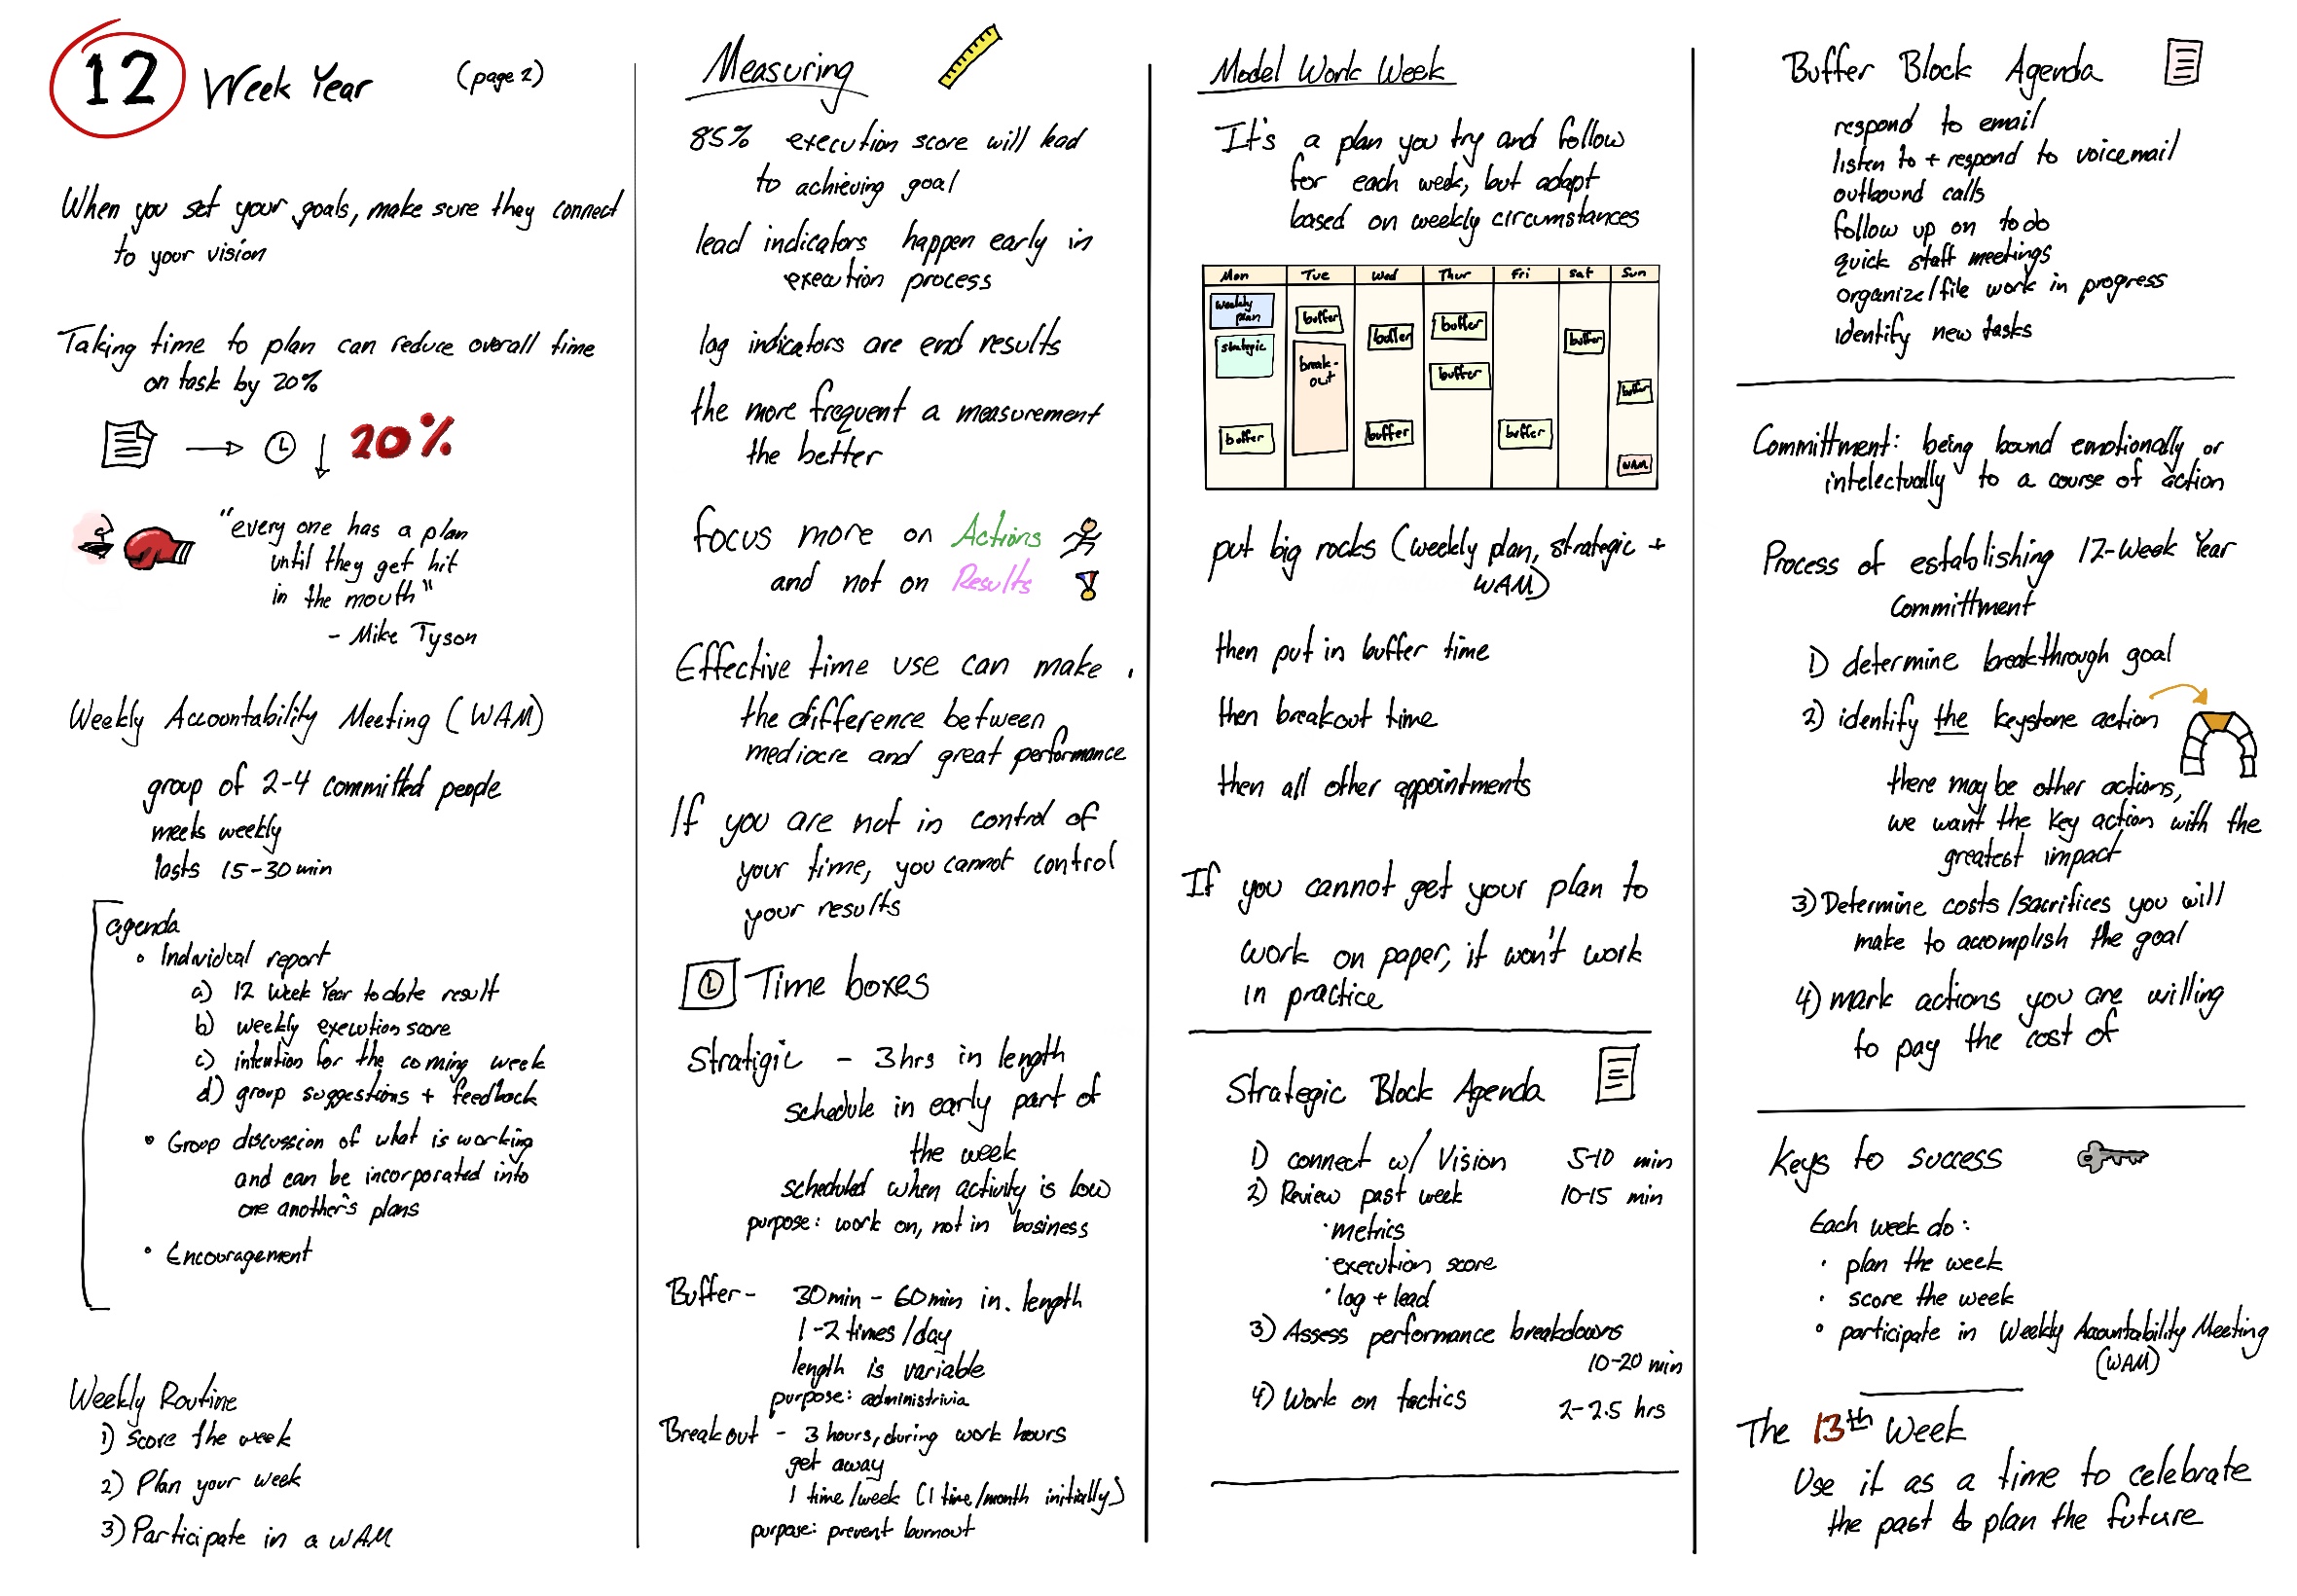 12 Week Year (page 2)
When you set your goals, make sure they connect
to your vision
Taking time to plan can reduce overall time
on task by 20%
20%
"every one has a plan
until they get hit
in the mouth"
- Mike Tyson
Weekly Accountability Meeting (WAM)
group of 2-4 committed people
meets weekly
lasts 15-30 min
agenda
• Individual report
a) 12 Week Year to date result
b) weekly execution score
c) intention for the coming week
d) group suggestions + feedback
• Group discussion of what is working
and can be incorporated into
one another's plans
• Encouragement
Weekly Routine
1) Score the week
2) Plan your week
3) Participate in a WAM
Measuring
85% execution score will lead
to achieving goal
lead indicators happen early in
execution process
lag indicators are end results
the more frequent a measurement
the better
focus more on Actions
and not on Results
Effective time use can make
the difference between
mediocre and great performance
If you are not in control of
your time, you cannot control
your results
Time boxes
Stratigic - 3 hrs in length
schedule in early part of
the week
scheduled when activity is low
purpose: work on, not in business
Buffer - 30min - 60min in. length
1-2 times/day
length is variable
purpose: administrivia
Breakout - 3 hours, during work hours
get away
1 time/week (1 time/month initially)
purpose: prevent burnout
Model Work Week
It's a plan you try and follow
for each week, but adapt
based on weekly circumstances
Mon Tue Wed Thur Fri Sat Sun
weekly
plan
strategic
buffer
buffer
break-
out
buffer
buffer
buffer
buffer
buffer
buffer
buffer
WAM
put big rocks (weekly plan, strategic +
WAM)
then put in buffer time
then breakout time
then all other appointments
If you cannot get your plan to
work on paper, it won't work
in practice
Strategic Block Agenda
1) connect w/ Vision 5-10 min
2) Review past week 10-15 min
• metrics
• execution score
• lag + lead
3) Assess performance breakdowns
10-20 min
4) Work on tactics 2-2.5 hrs
Buffer Block Agenda
respond to email
listen to + respond to voicemail
outbound calls
follow up on to do
quick staff meetings
organize/file work in progress
identify new tasks
Committment: being bound emotionally or
intelectually to a course of action
Process of establishing 12-Week Year
Committment
1) determine breakthrough goal
2) identify the keystone action
there may be other actions,
we want the key action with the
greatest impact
3) Determine costs/sacrifices you will
make to accomplish the goal
4) mark actions you are willing
to pay the cost of
Keys to success
Each week do:
• plan the week
• score the week
• participate in Weekly Accountability Meeting
(WAM)
The 13th Week
Use it as a time to celebrate
the past & plan the future